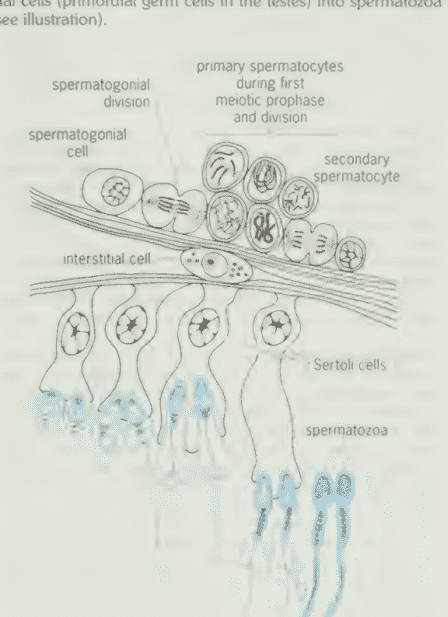 cells (primordial germ cells in the testes) into spermatozoa
see illustration).
primary spermatocytes
during first
meiotic prophase
and division
spermatogonial
division
spermatogonial
cell
secondary
spermatocyte
interstitial cell
Sertoli cells
spermatozoa